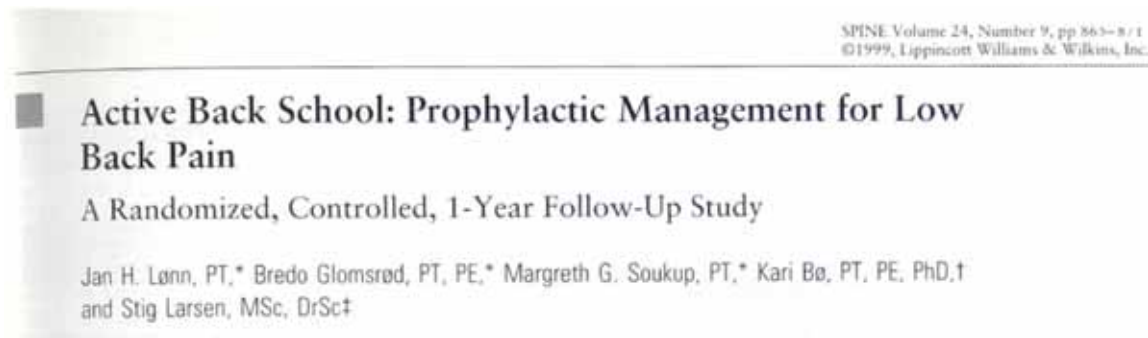 SPINE Volume 24, Number 9, pp
©1999, Lippincott Williams & Wilkins, Inc.
Active Back School: Prophylactic Management for Low
Back Pain
A Randomized, Controlled, 1-Year Follow-Up Study
Jan H. Lønn, PT,* Bredo Glomsrød, PT, PE,* Margreth G. Soukup, PT,* Kari Bø, PT, PE, PhD,†
and Stig Larsen, MSc, DrSc‡